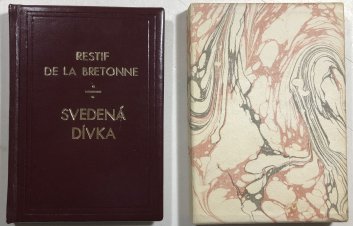 RESTIF
DE LA BRETONNE
SVEDENÁ
DÍVKA